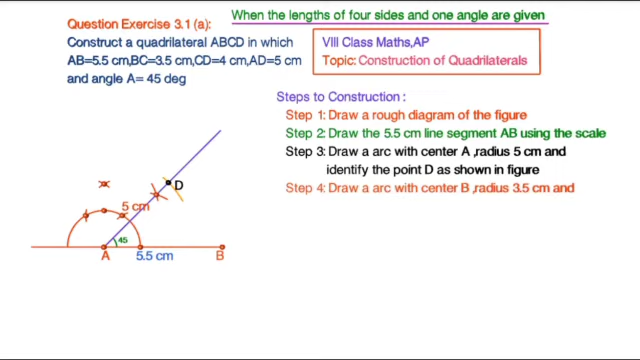 When the lengths of four sides and one angle are given
Question Exercise 3.1 (a):
Construct a quadrilateral ABCD in which
AB=5.5 cm,BC=3.5 cm,CD=4 cm,AD=5 cm
and angle A= 45 deg
VIII Class Maths,AP
Topic: Construction of Quadrilaterals
Steps to Construction :
Step 1: Draw a rough diagram of the figure
Step 2: Draw the 5.5 cm line segment AB using the scale
Step 3: Draw a arc with center A ,radius 5 cm and
identify the point D as shown in figure
Step 4: Draw a arc with center B ,radius 3.5 cm and
D
5 cm
45
A
5.5 cm
B